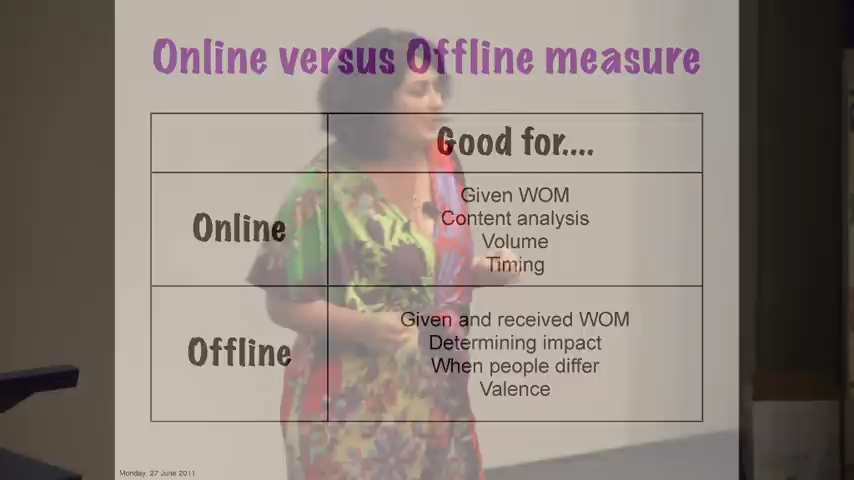 Online versus Offline measure
Good for....
Online
Given WOM
Content analysis
Volume
Timing
Offline
Given and received WOM
Determining impact
When people differ
Valence
Monday, 27 June 2011